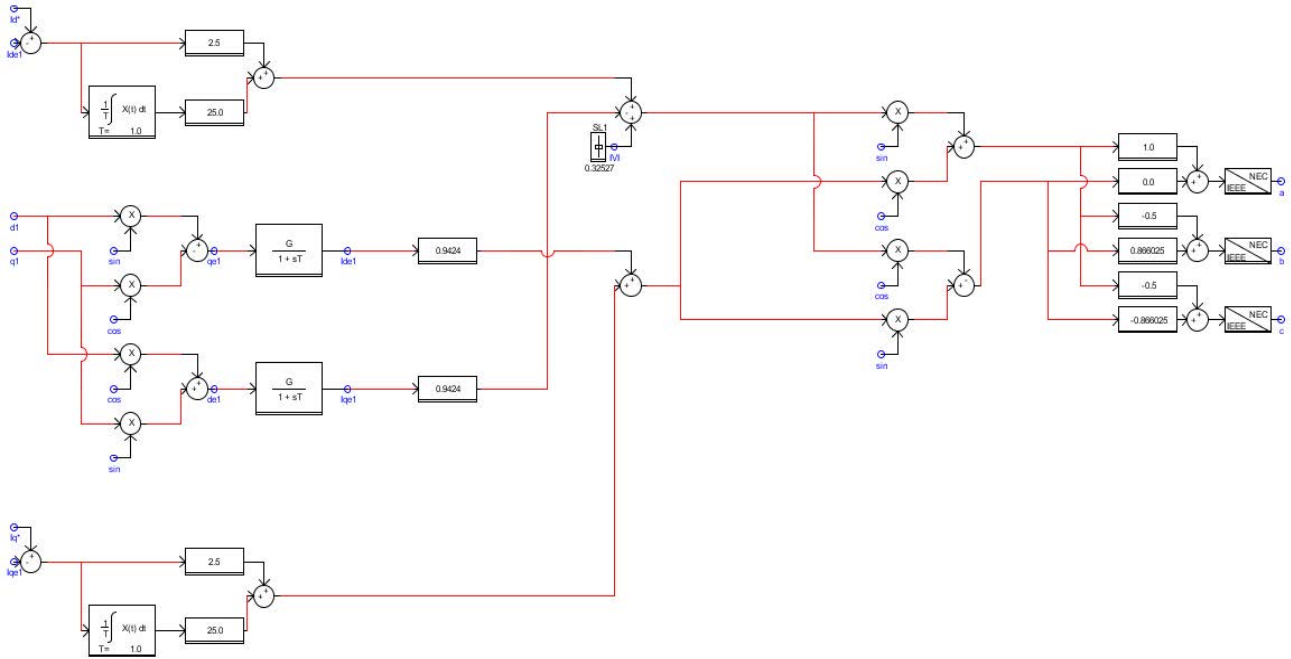 Id*
Ide1
2.5
1
T
X(t) dt
T= 1.0
25.0
SL1
|V|
0.32527
X
sin
X
cos
X
cos
X
sin
1.0
0.0
-0.5
0.866025
-0.5
-0.866025
NEC
IEEE
a
NEC
IEEE
b
NEC
IEEE
c
d1
q1
X
sin
X
cos
qe1
G
1 + sT
Ide1
0.9424
X
cos
X
sin
de1
G
1 + sT
Iqe1
0.9424
Iq*
Iqe1
2.5
1
T
X(t) dt
T= 1.0
25.0